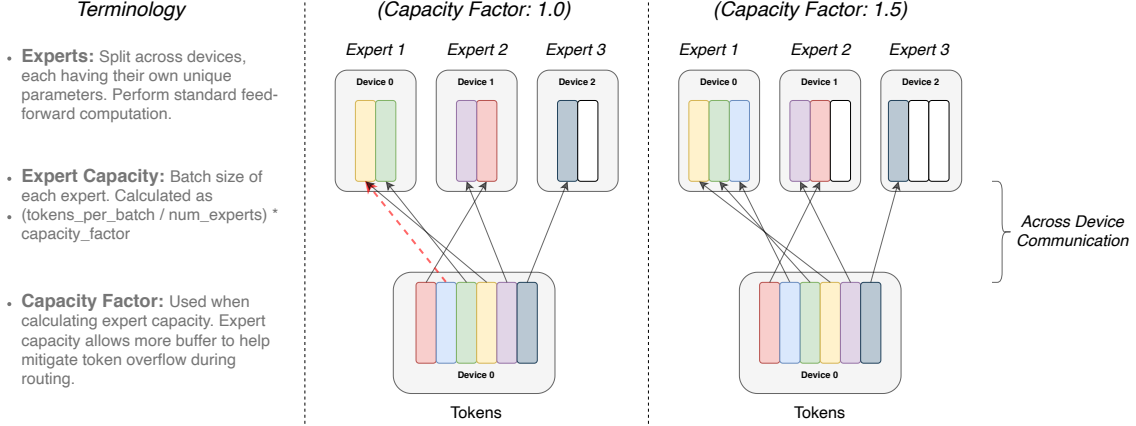 Terminology
• Experts: Split across devices,
each having their own unique
parameters. Perform standard feed-
forward computation.
• Expert Capacity: Batch size of
each expert. Calculated as
• (tokens_per_batch / num_experts) *
capacity_factor
• Capacity Factor: Used when
calculating expert capacity. Expert
capacity allows more buffer to help
mitigate token overflow during
routing.
(Capacity Factor: 1.0)
Expert 1 Expert 2 Expert 3
Device 0 Device 1 Device 2
Device 0
Tokens
(Capacity Factor: 1.5)
Expert 1 Expert 2 Expert 3
Device 0 Device 1 Device 2
Device 0
Tokens
Across Device
Communication